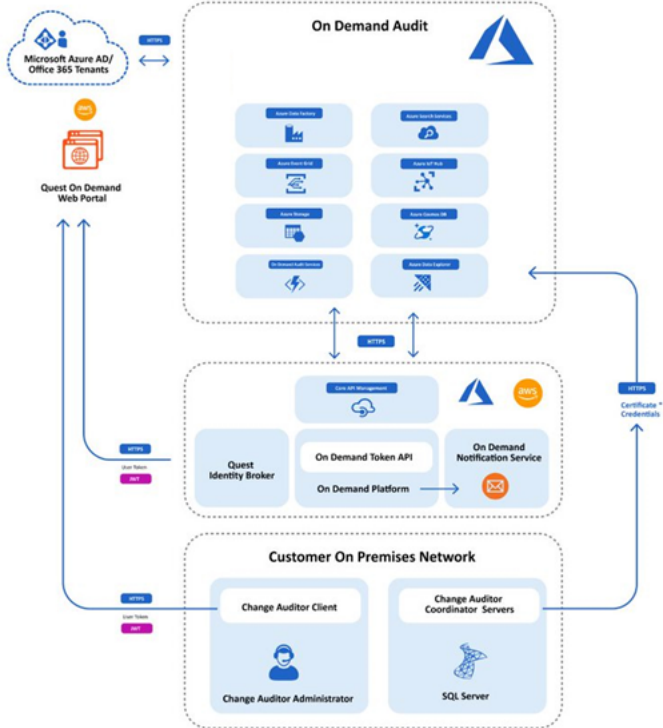 On Demand Audit
HTTPS
Microsoft Azure AD/
Office 365 Tenants
aws
Quest On Demand
Web Portal
Azure Data Factory
Azure Search Services
Azure Event Grid
Azure IoT Hub
Azure Storage
Azure Cosmos DB
On Demand Audit Services
Azure Data Explorer
HTTPS
HTTPS
Certificate *
Credentials
Core API Management
aws
Quest
Identity Broker
On Demand Token API
On Demand Platform
On Demand
Notification Service
HTTPS
User Token
JWT
Customer On Premises Network
HTTPS
User Token
JWT
Change Auditor Client
Change Auditor Administrator
Change Auditor
Coordinator Servers
SQL Server